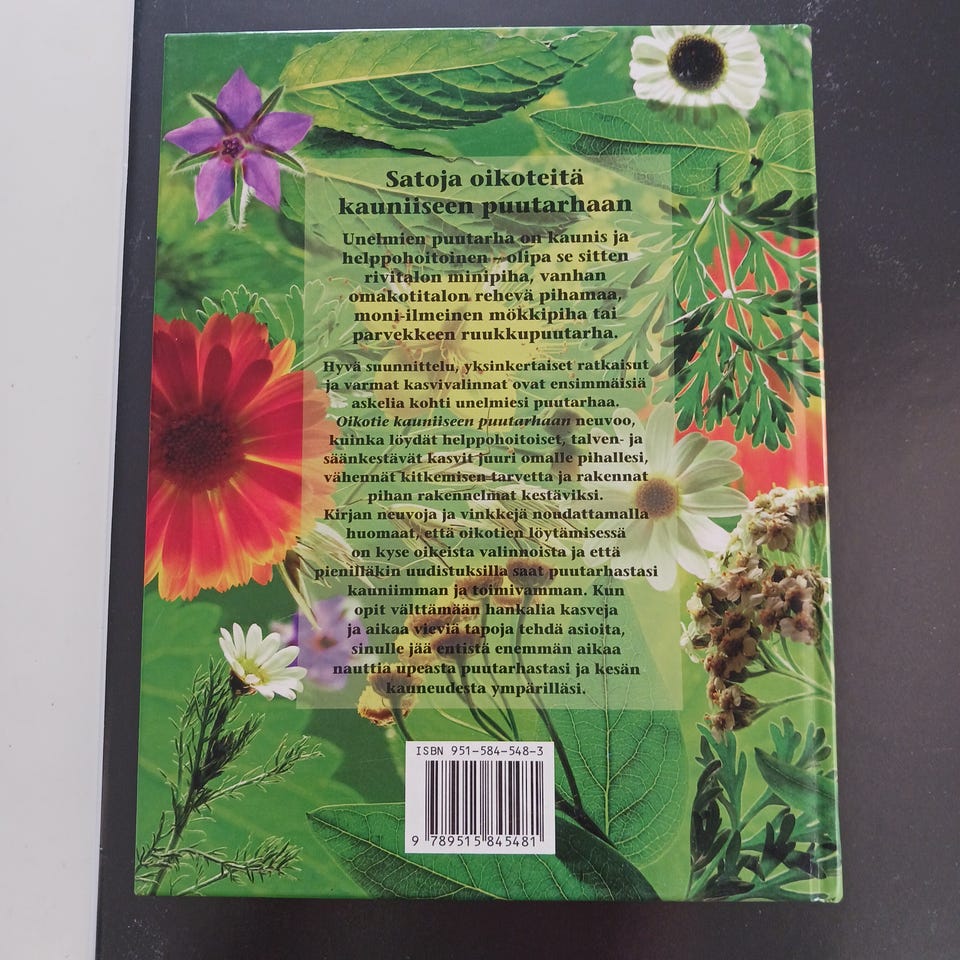 Satoja oikoteitä
kauniiseen puutarhaan
Unelmien puutarha on kaunis ja
helppohoitoinen – olipa se sitten
rivitalon minipiha, vanhan
omakotitalon rehevä pihamaa,
moni-ilmeinen mökkipiha tai
parvekkeen ruukkupuutarha.
Hyvä suunnittelu, yksinkertaiset ratkaisut
ja varmat kasvivalinnat ovat ensimmäisiä
askelia kohti unelmiesi puutarhaa.
Oikotie kauniiseen puutarhaan neuvoo,
kuinka löydät helppohoitoiset, talven- ja
säänkestävät kasvit juuri omalle pihallesi,
vähennät kitkemisen tarvetta ja rakennat
pihan rakennelmat kestäviksi.
Kirjan neuvoja ja vinkkejä noudattamalla
huomaat, että oikotien löytämisessä
on kyse oikeista valinnoista ja että
pienilläkin uudistuksilla saat puutarhastasi
kauniimman ja toimivamman. Kun
opit välttämään hankalia kasveja
ja aikaa vieviä tapoja tehdä asioita,
sinulle jää entistä enemmän aikaa
nauttia upeasta puutarhastasi ja kesän
kauneudesta ympärilläsi.
ISBN 951-584-548-3
9 789515 845481